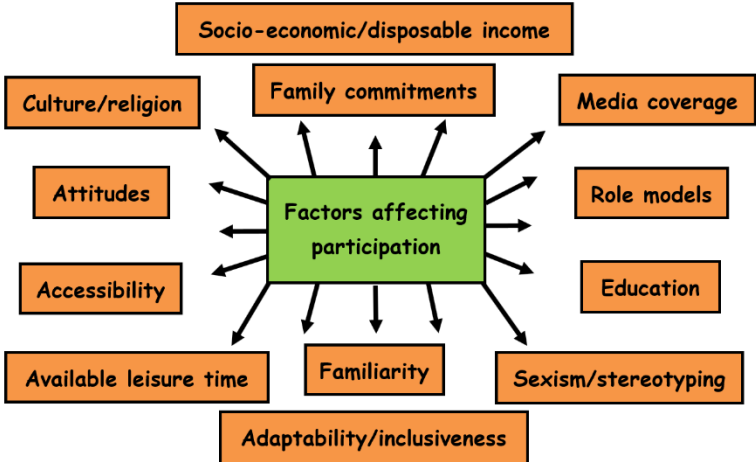 Socio-economic/disposable income
Family commitments
Culture/religion
Media coverage
Attitudes
Role models
Factors affecting
participation
Accessibility
Education
Available leisure time
Familiarity
Sexism/stereotyping
Adaptability/inclusiveness